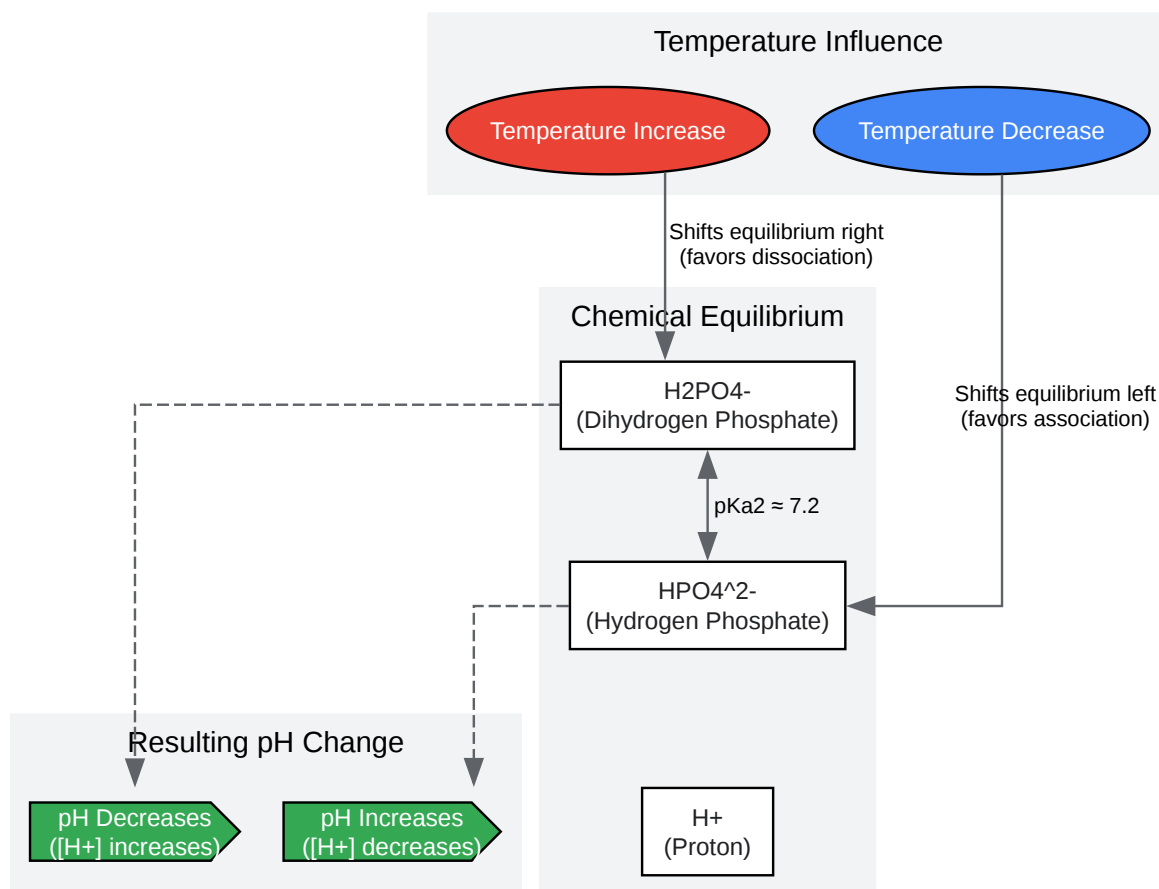 Temperature Influence
Temperature Increase
Temperature Decrease
Shifts equilibrium right
(favors dissociation)
Chemical Equilibrium
H2PO4-
(Dihydrogen Phosphate)
Shifts equilibrium left
(favors association)
pKa2 ≈ 7.2
HPO4^2-
(Hydrogen Phosphate)
Resulting pH Change
pH Decreases
([H+] increases)
pH Increases
([H+] decreases)
H+
(Proton)